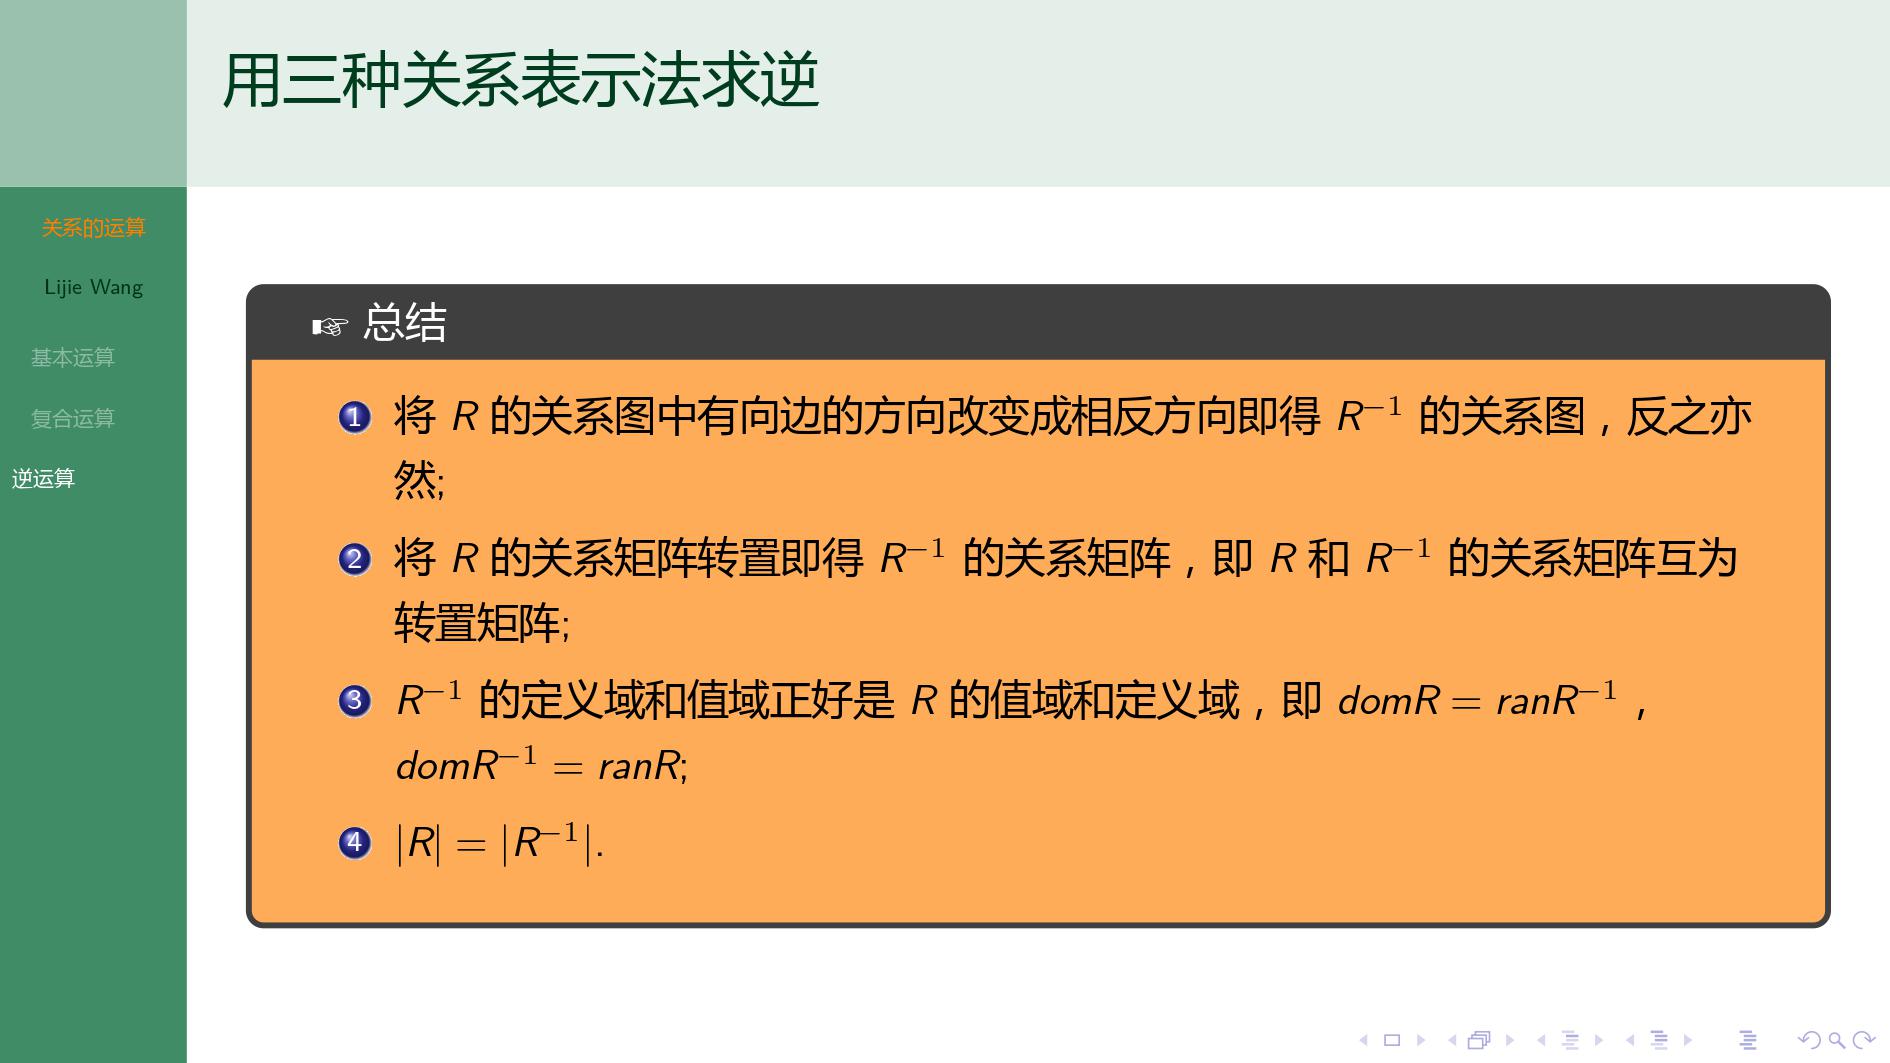 用三种关系表示法求逆
关系的运算
Lijie Wang
基本运算
复合运算
逆运算
☞ 总结
1 将 R 的关系图中有向边的方向改变成相反方向即得 R⁻¹ 的关系图，反之亦
然;
2 将 R 的关系矩阵转置即得 R⁻¹ 的关系矩阵，即 R 和 R⁻¹ 的关系矩阵互为
转置矩阵;
3 R⁻¹ 的定义域和值域正好是 R 的值域和定义域，即 domR = ranR⁻¹，
domR⁻¹ = ranR;
4 |R| = |R⁻¹|.